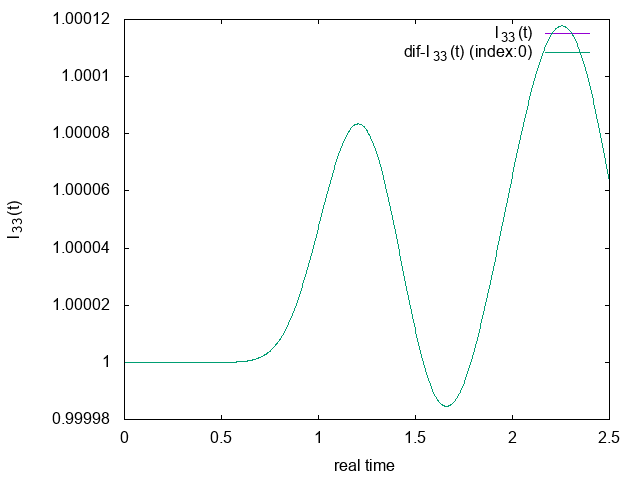 1.00012
1.0001
1.00008
1.00006
1.00004
1.00002
1
0.99998
I33(t)
I33(t)
dif-I33(t) (index:0)
0 0.5 1 1.5 2 2.5
real time